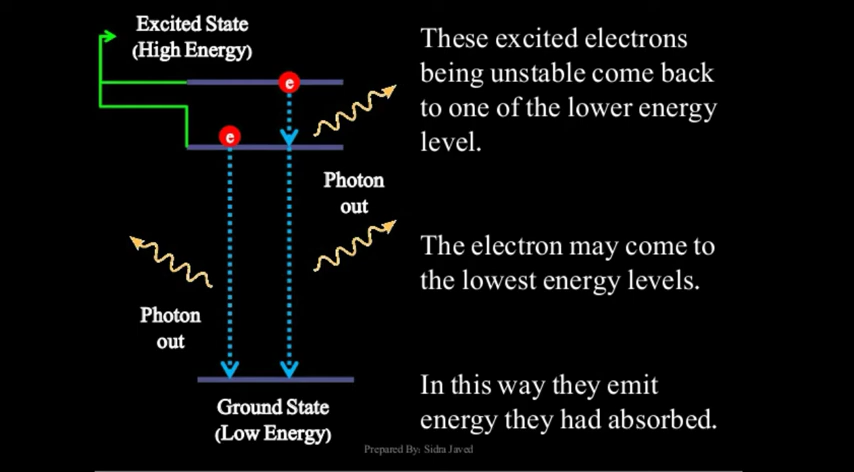 Excited State
(High Energy)
e
e
Photon
out
Photon
out
Ground State
(Low Energy)
These excited electrons
being unstable come back
to one of the lower energy
level.
The electron may come to
the lowest energy levels.
In this way they emit
energy they had absorbed.
Prepared By: Sidra Javed